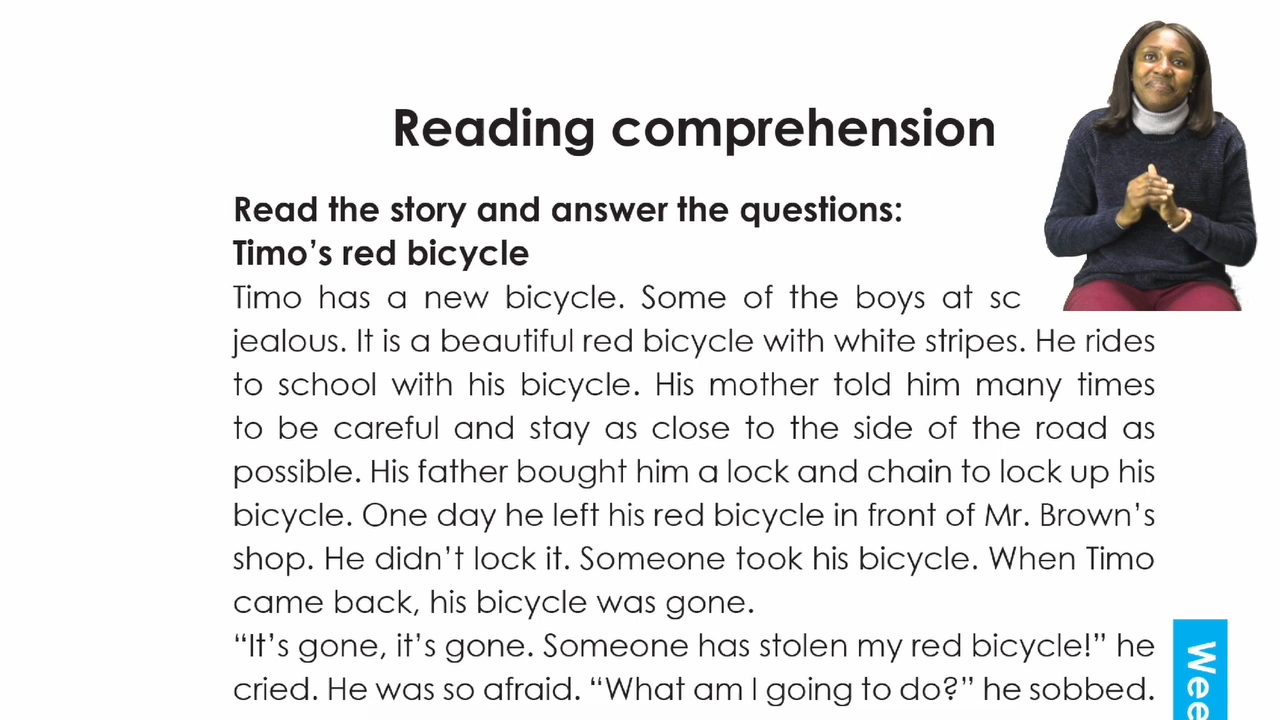 Reading comprehension
Read the story and answer the questions:
Timo's red bicycle
Timo has a new bicycle. Some of the boys at sc
jealous. It is a beautiful red bicycle with white stripes. He rides
to school with his bicycle. His mother told him many times
to be careful and stay as close to the side of the road as
possible. His father bought him a lock and chain to lock up his
bicycle. One day he left his red bicycle in front of Mr. Brown's
shop. He didn't lock it. Someone took his bicycle. When Timo
came back, his bicycle was gone.
“It's gone, it's gone. Someone has stolen my red bicycle!” he
cried. He was so afraid. “What am I going to do?” he sobbed.
Wee